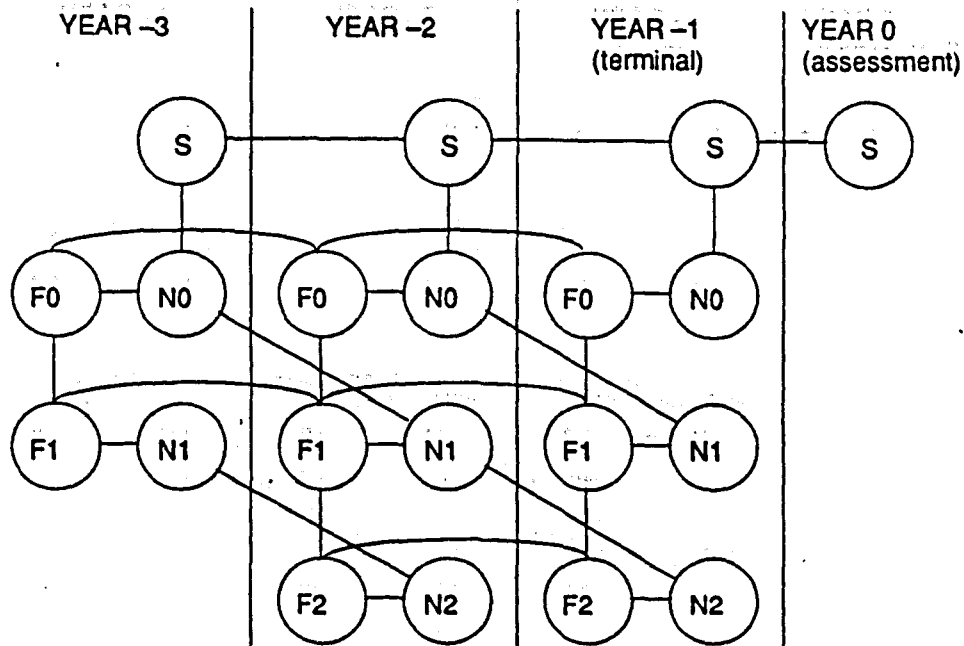 YEAR –3 YEAR –2 YEAR –1 YEAR 0
(terminal) (assessment)
S S S S
F0 N0 F0 N0 F0 N0
F1 N1 F1 N1 F1 N1
F2 N2 F2 N2